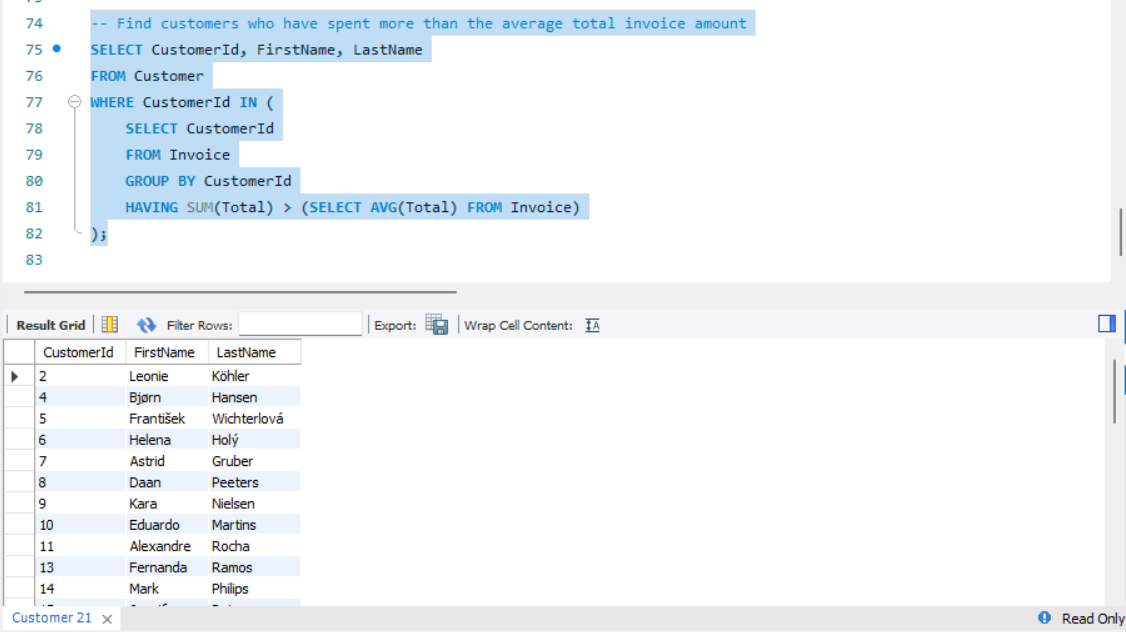 74 -- Find customers who have spent more than the average total invoice amount
75 SELECT CustomerId, FirstName, LastName
76 FROM Customer
77 WHERE CustomerId IN (
78 SELECT CustomerId
79 FROM Invoice
80 GROUP BY CustomerId
81 HAVING SUM(Total) > (SELECT AVG(Total) FROM Invoice)
82 );
83
Result Grid Filter Rows: Export: Wrap Cell Content: IA
CustomerId FirstName LastName
2 Leonie Köhler
4 Bjørn Hansen
5 František Wichterlová
6 Helena Holý
7 Astrid Gruber
8 Daan Peeters
9 Kara Nielsen
10 Eduardo Martins
11 Alexandre Rocha
13 Fernanda Ramos
14 Mark Philips
Customer 21 Read Only